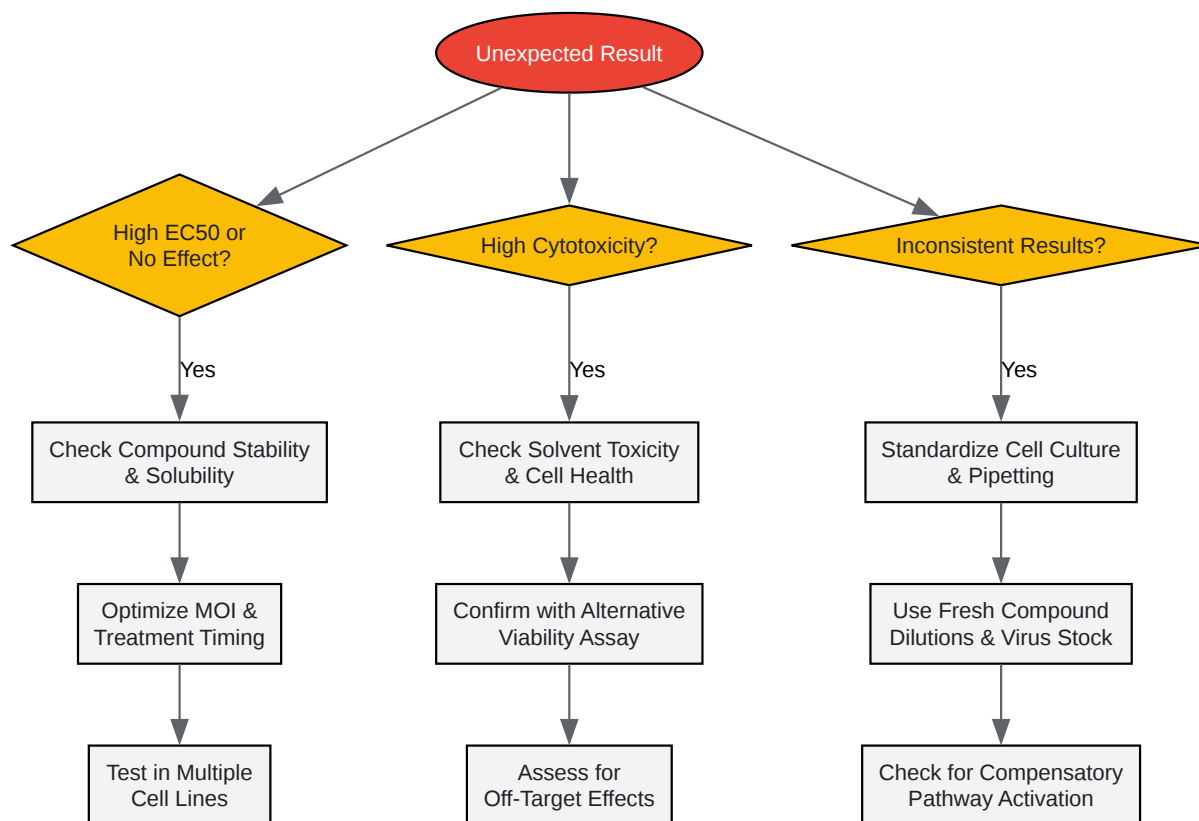 Unexpected Result
High EC50 or
No Effect?
High Cytotoxicity?
Inconsistent Results?
Yes
Yes
Yes
Check Compound Stability
& Solubility
Check Solvent Toxicity
& Cell Health
Standardize Cell Culture
& Pipetting
Optimize MOI &
Treatment Timing
Confirm with Alternative
Viability Assay
Use Fresh Compound
Dilutions & Virus Stock
Test in Multiple
Cell Lines
Assess for
Off-Target Effects
Check for Compensatory
Pathway Activation